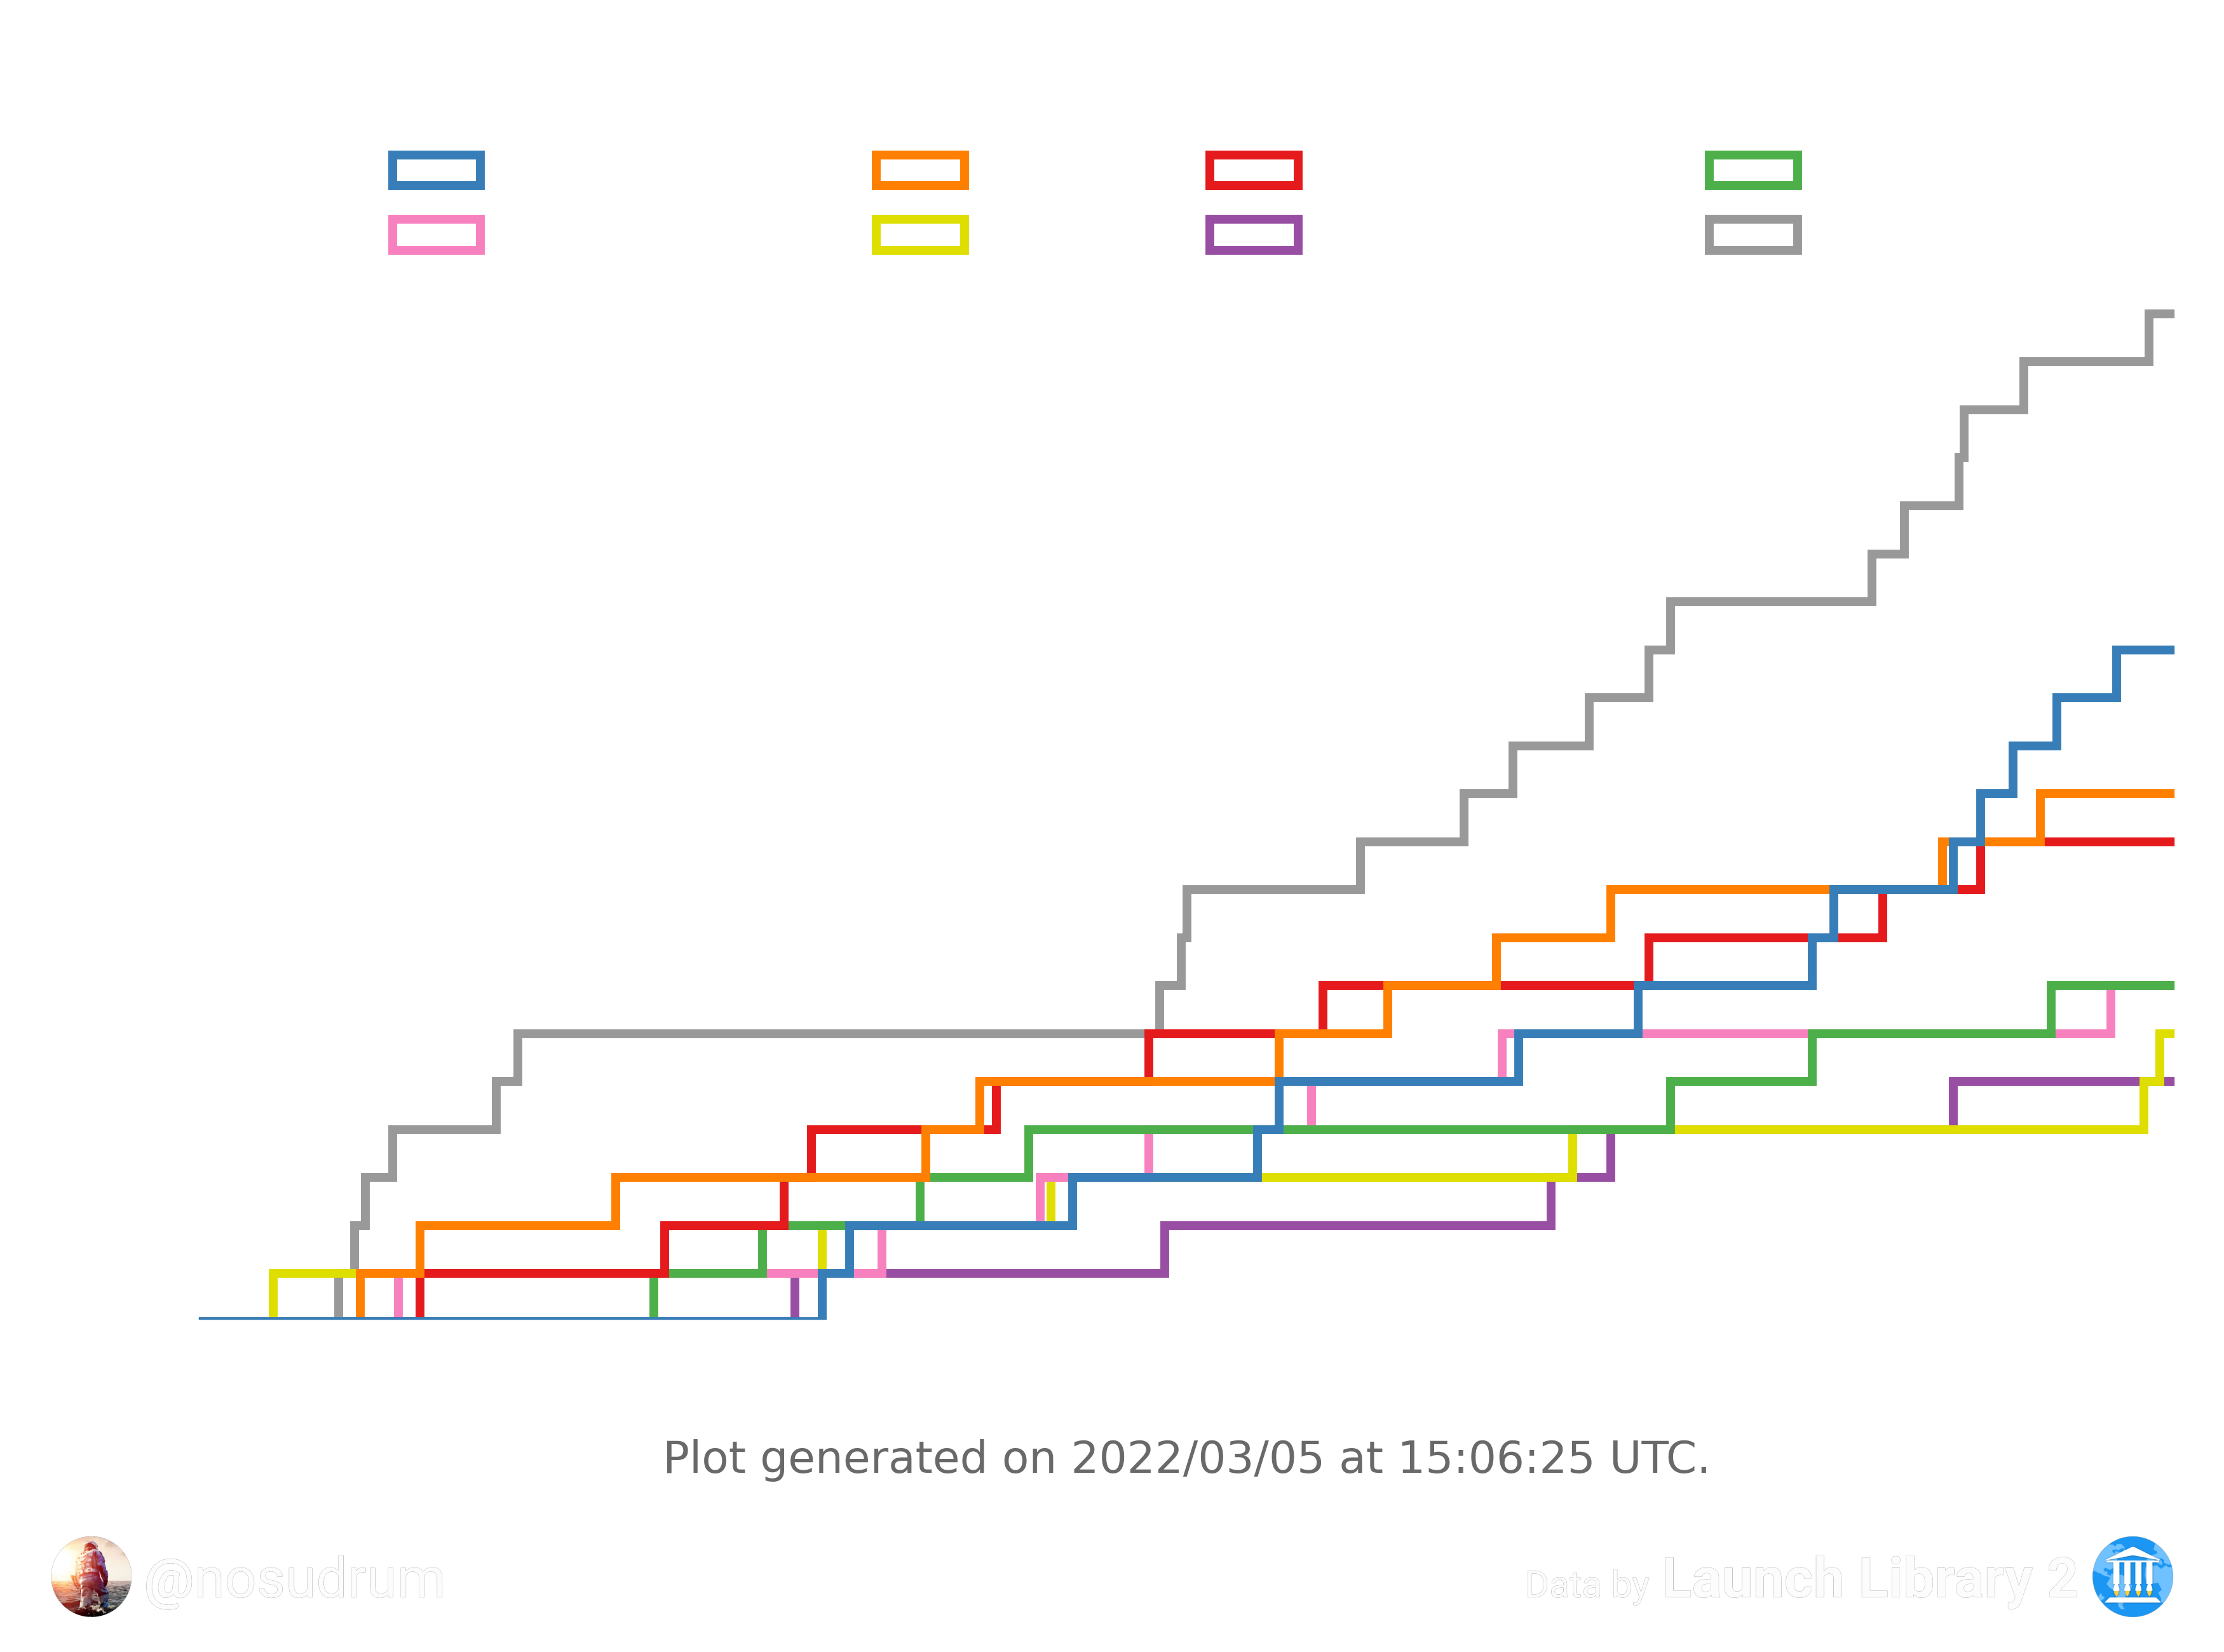 Plot generated on 2022/03/05 at 15:06:25 UTC.
@nosudrum
Data by Launch Library 2